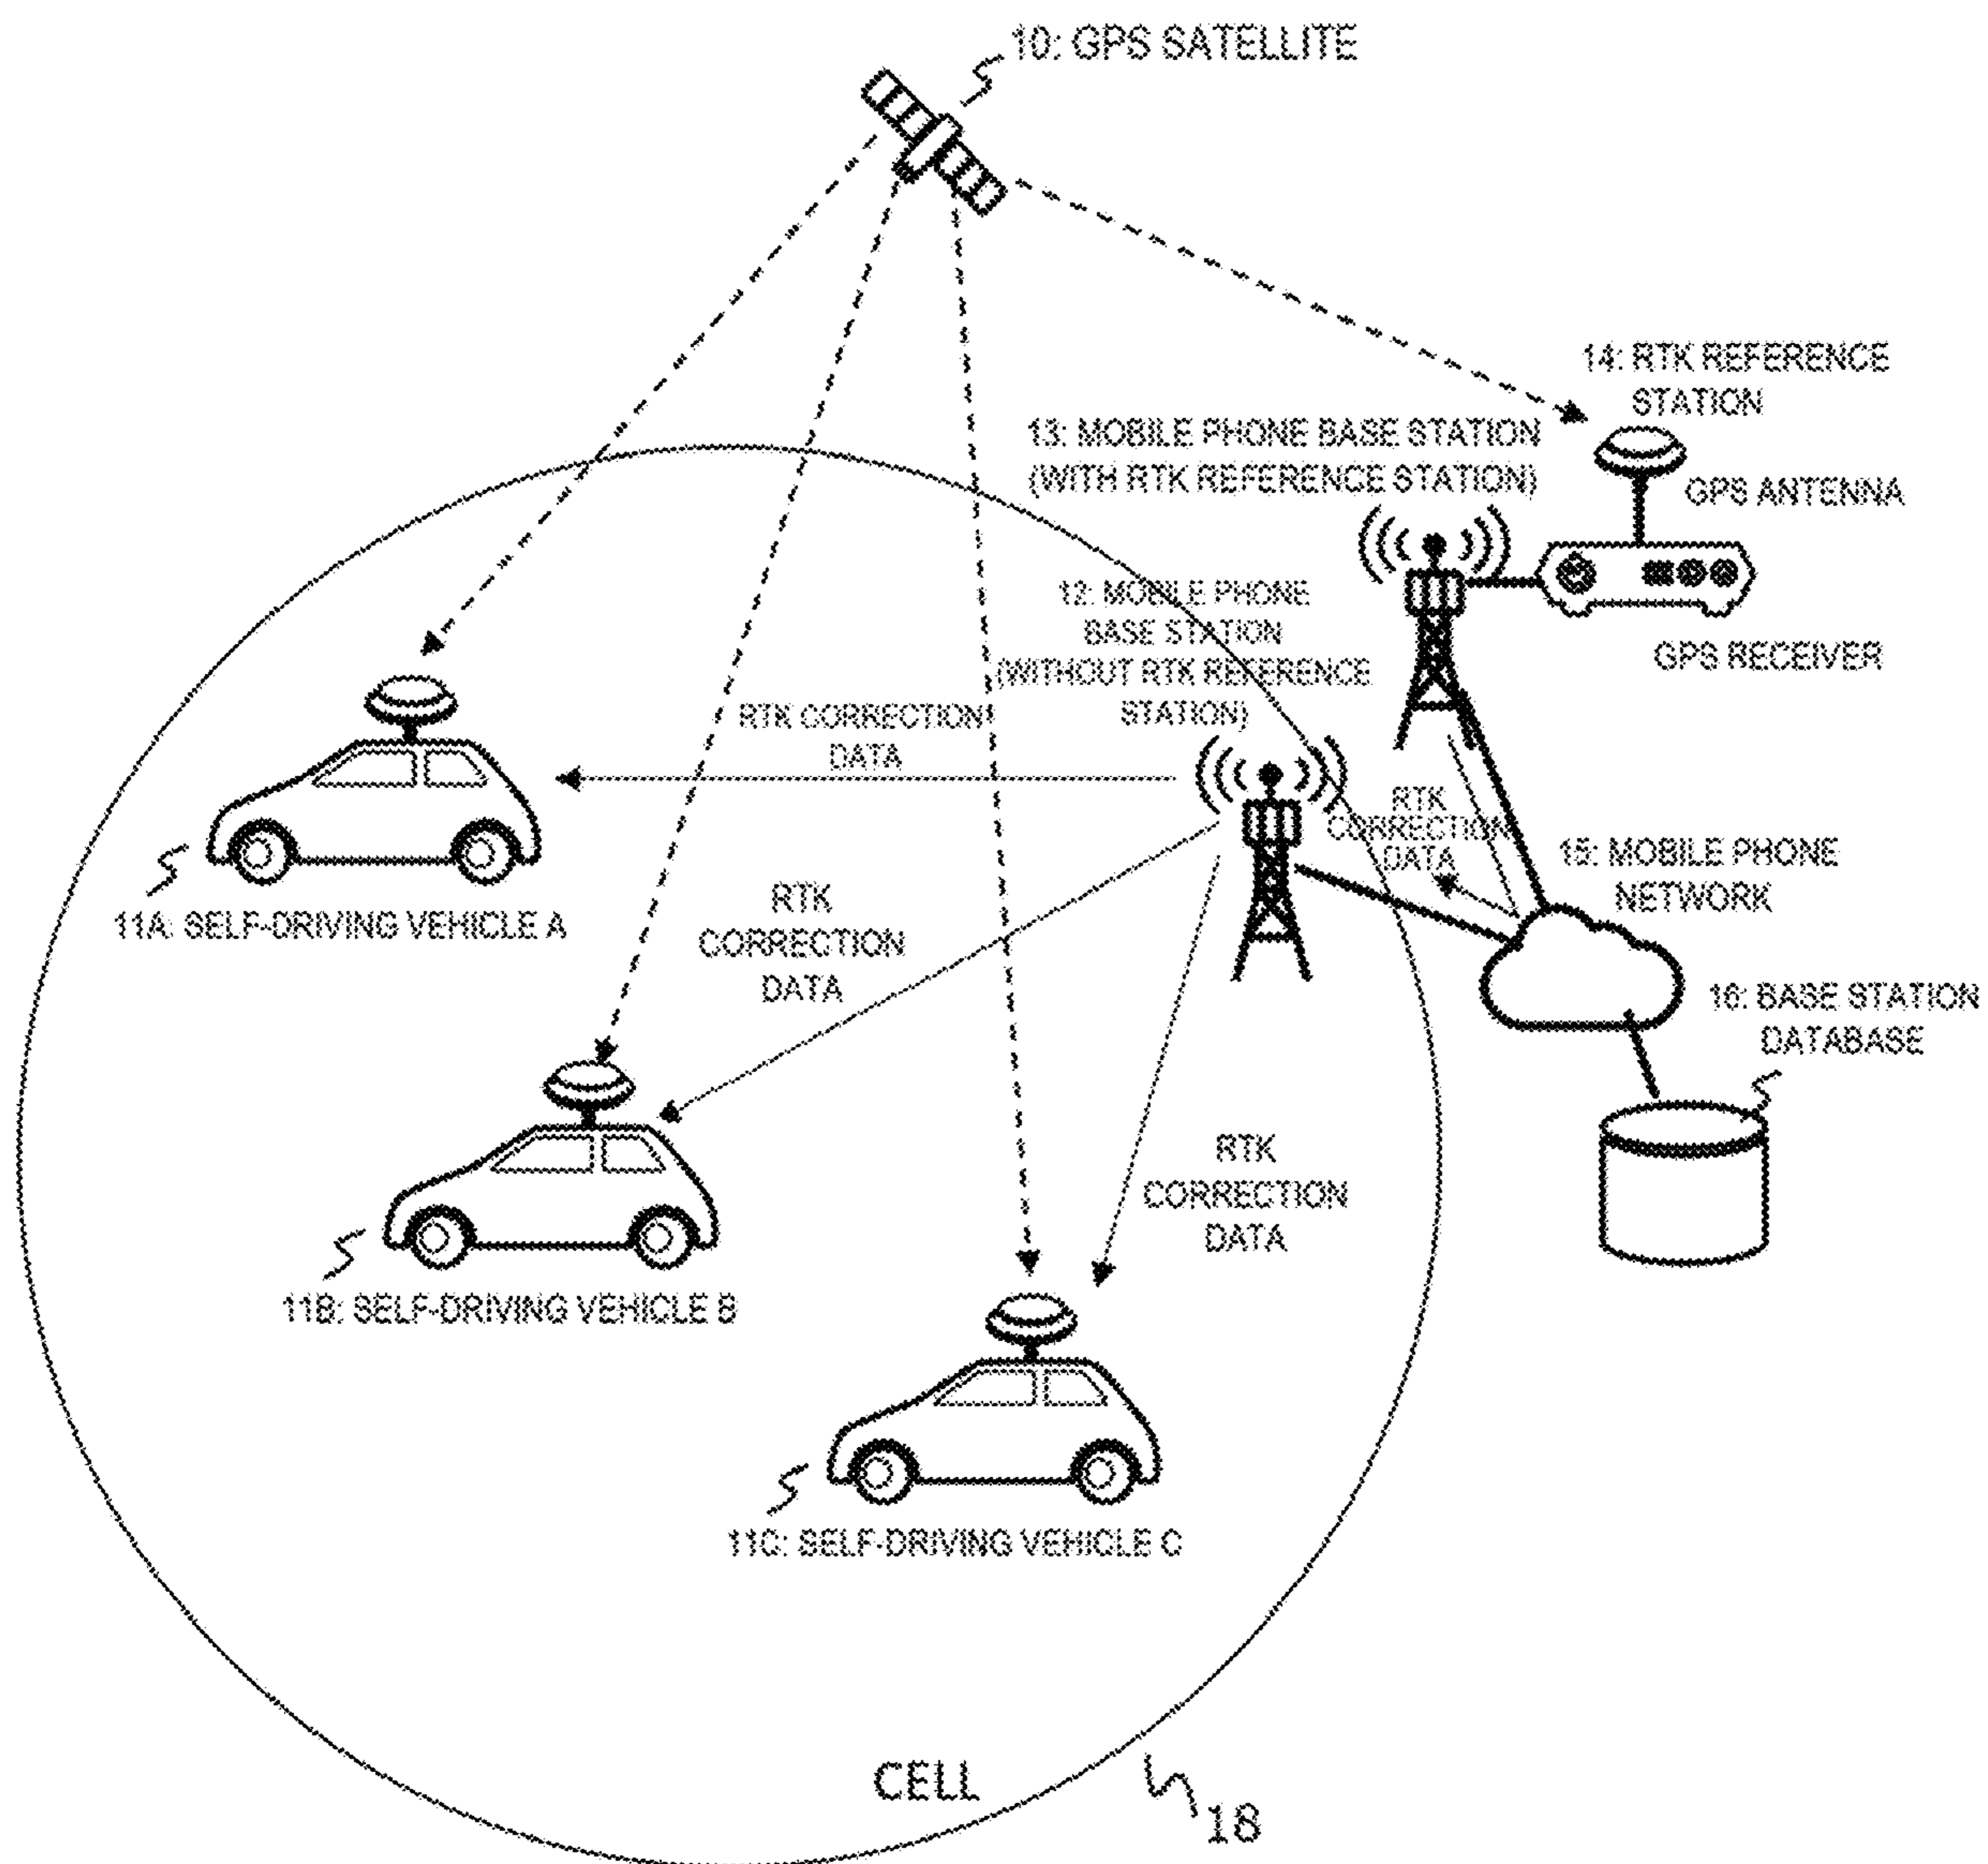 10: GPS SATELLITE
14: RTK REFERENCE
STATION
13: MOBILE PHONE BASE STATION
(WITH RTK REFERENCE STATION)
GPS ANTENNA
12: MOBILE PHONE
BASE STATION
(WITHOUT RTK REFERENCE
STATION)
GPS RECEIVER
RTK CORRECTION
DATA
RTK
CORRECTION
DATA
15: MOBILE PHONE
NETWORK
11A: SELF-DRIVING VEHICLE A
RTK
CORRECTION
DATA
16: BASE STATION
DATABASE
RTK
CORRECTION
DATA
11B: SELF-DRIVING VEHICLE B
11C: SELF-DRIVING VEHICLE C
CELL
18